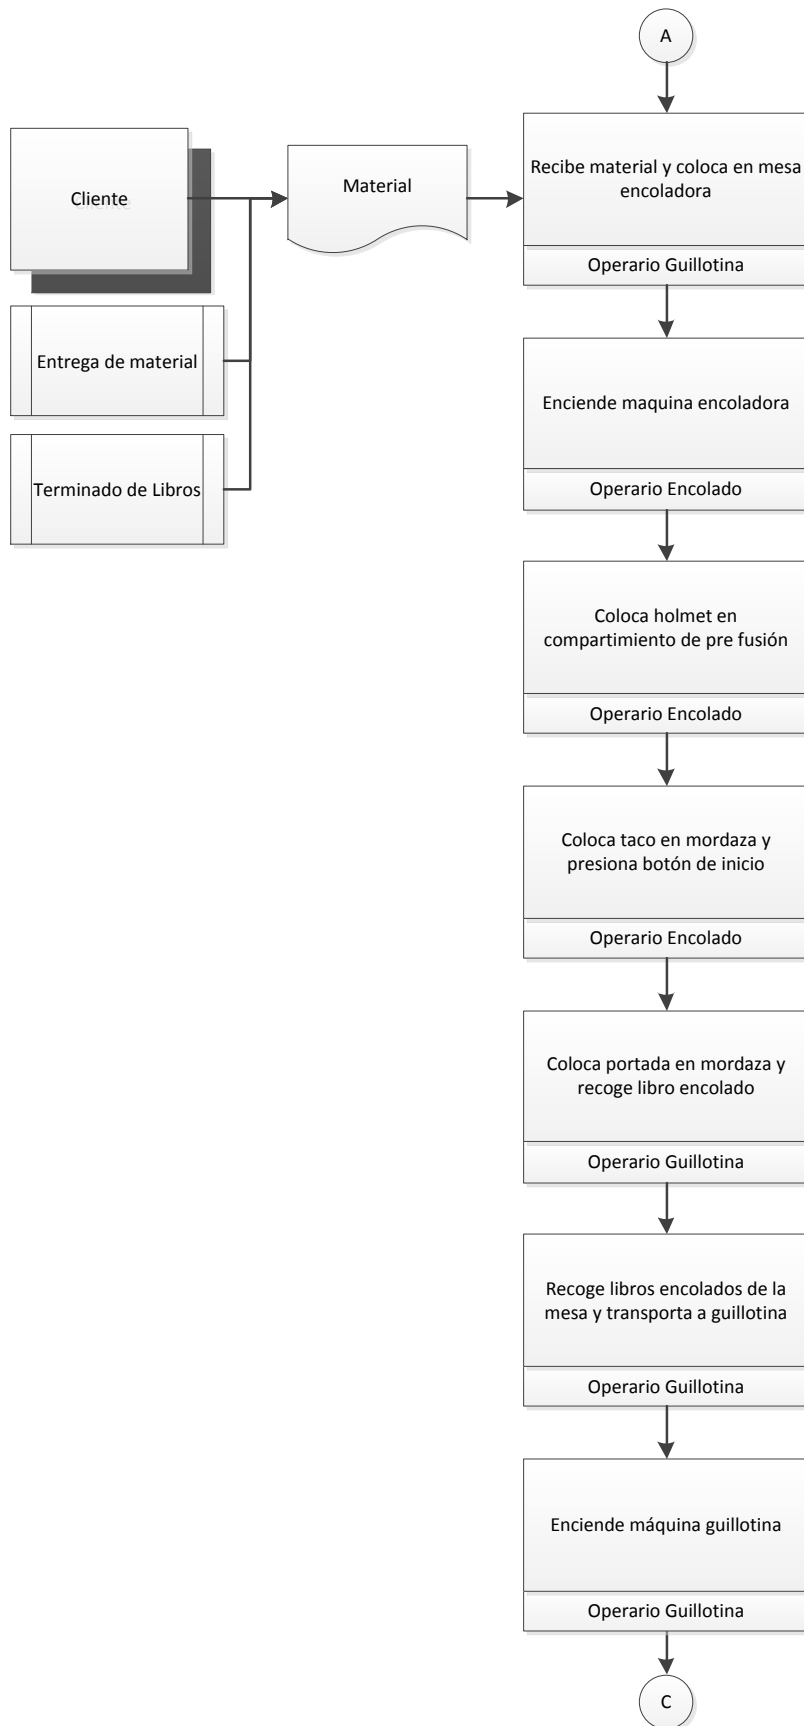 A
Cliente
Material
Recibe material y coloca en mesa
encoladora
Operario Guillotina
Entrega de material
Terminado de Libros
Enciende maquina encoladora
Operario Encolado
Coloca holmet en
compartimiento de pre fusión
Operario Encolado
Coloca taco en mordaza y
presiona botón de inicio
Operario Encolado
Coloca portada en mordaza y
recoge libro encolado
Operario Guillotina
Recoge libros encolados de la
mesa y transporta a guillotina
Operario Guillotina
Enciende máquina guillotina
Operario Guillotina
C